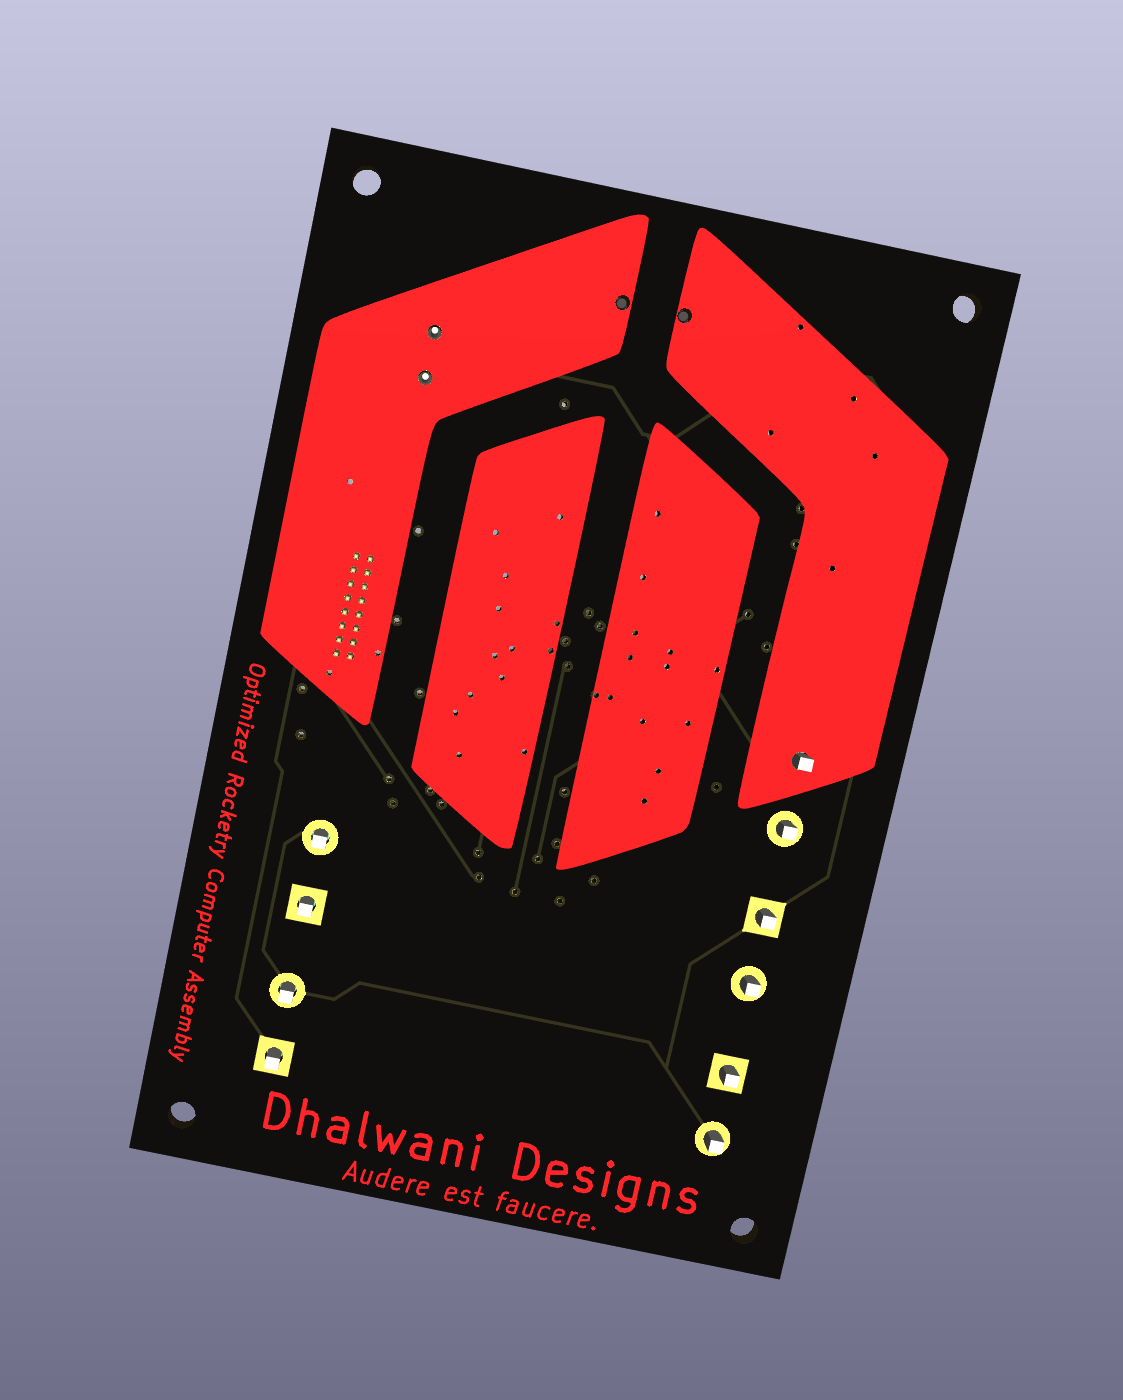 Optimized Rocketry Computer Assembly
Dhalwani Designs
Audere est faucere.